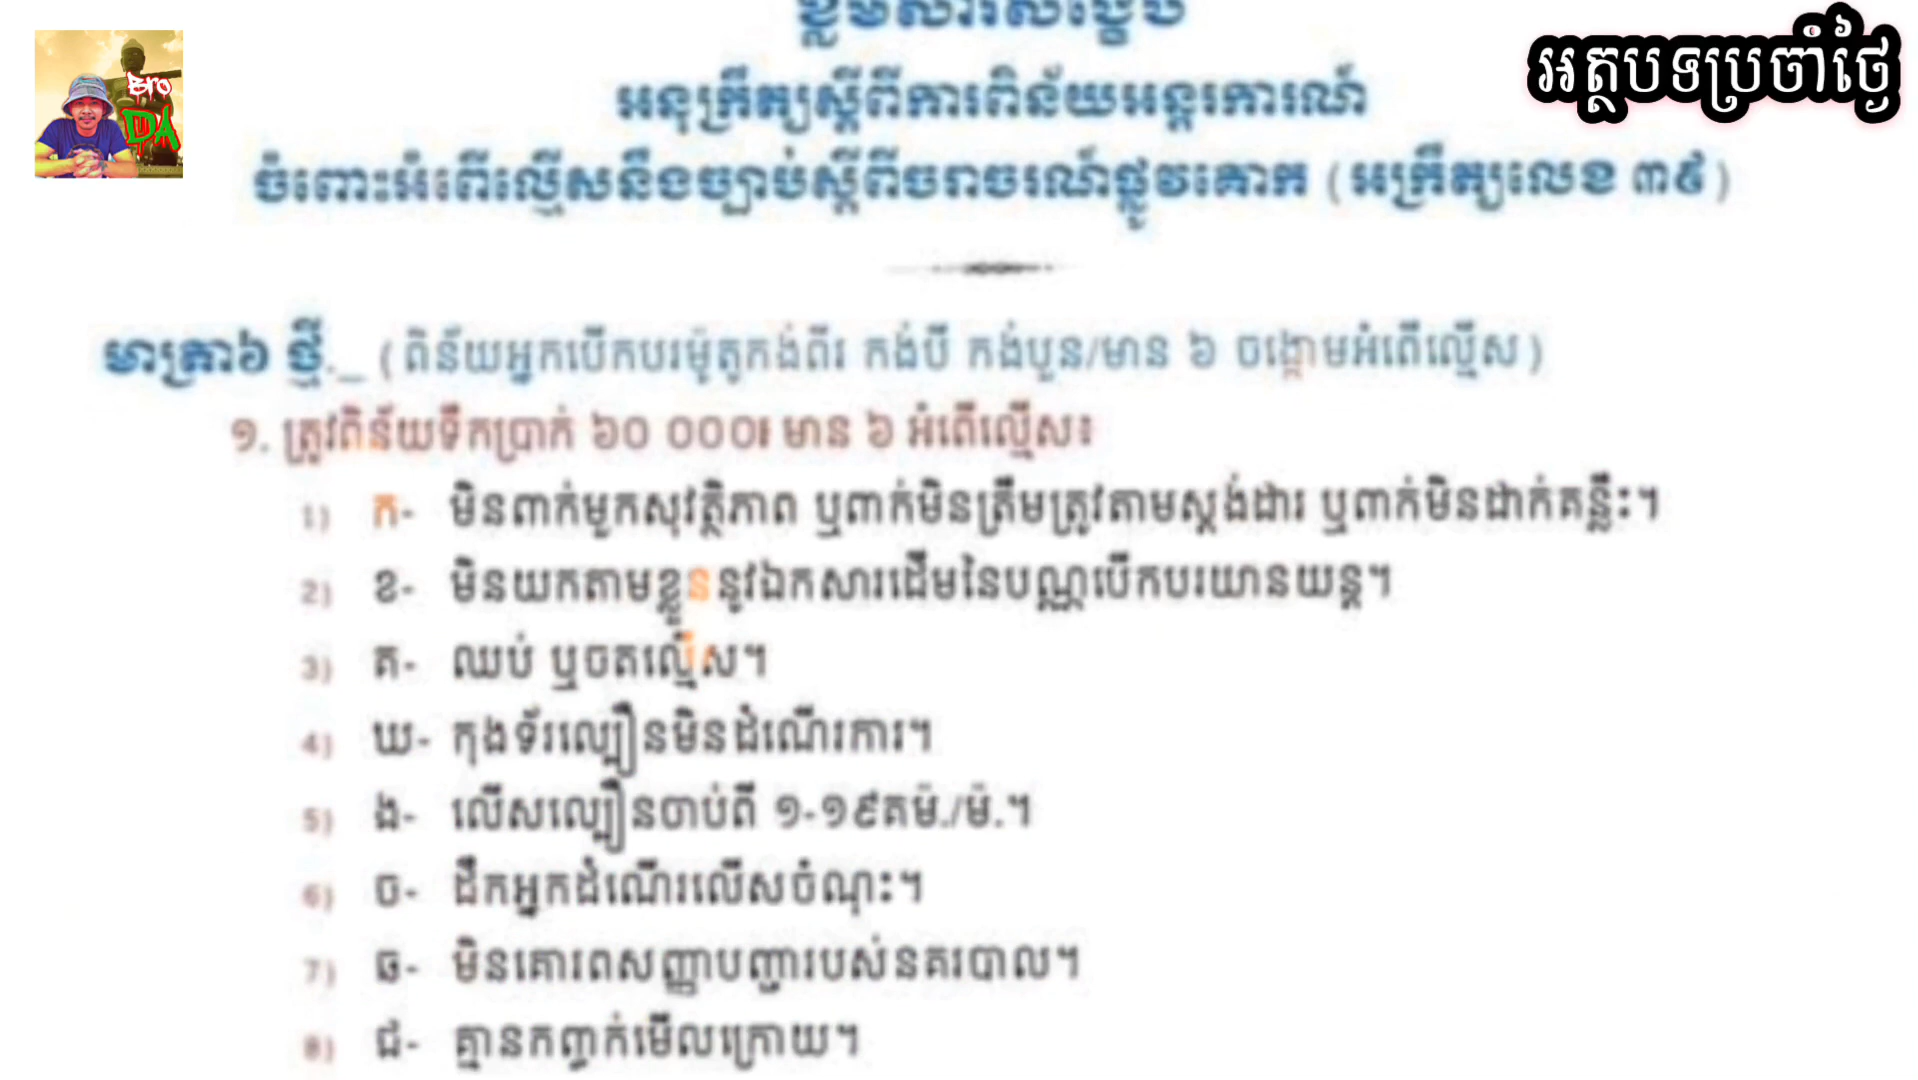 ខ្លឹមសារសង្ខេប
អត្ថបទប្រចាំថ្ងៃ
Bro
DA
អនុក្រឹត្យស្ដីពីការពិន័យអន្តរការណ៍
ចំពោះអំពើល្មើសនឹងច្បាប់ស្ដីពីចរាចរណ៍ផ្លូវគោក (អក្រឹត្យលេខ ៣៩)
មាត្រា៦ ថ្មី._ (ពិន័យអ្នកបើកបរម៉ូតូកង់ពីរ កង់បី កង់បួន/មាន ៦ ចង្កោមអំពើល្មើស)
១. ត្រូវពិន័យទឹកប្រាក់ ៦០ ០០០៛ មាន ៦ អំពើល្មើស៖
1) ក- មិនពាក់មួកសុវត្ថិភាព ឬពាក់មិនត្រឹមត្រូវតាមស្តង់ដារ ឬពាក់មិនដាក់គន្លឹះ។
2) ខ- មិនយកតាមខ្លួននូវឯកសារដើមនៃបណ្ណបើកបរយានយន្ត។
3) គ- ឈប់ ឬចតល្មើស។
4) ឃ- កុងទ័រល្បឿនមិនដំណើរការ។
5) ង- លើសល្បឿនចាប់ពី ១-១៩គម៉./ម៉.។
6) ច- ដឹកអ្នកដំណើរលើសចំណុះ។
7) ឆ- មិនគោរពសញ្ញាបញ្ជារបស់នគរបាល។
8) ជ- គ្មានកញ្ចក់មើលក្រោយ។